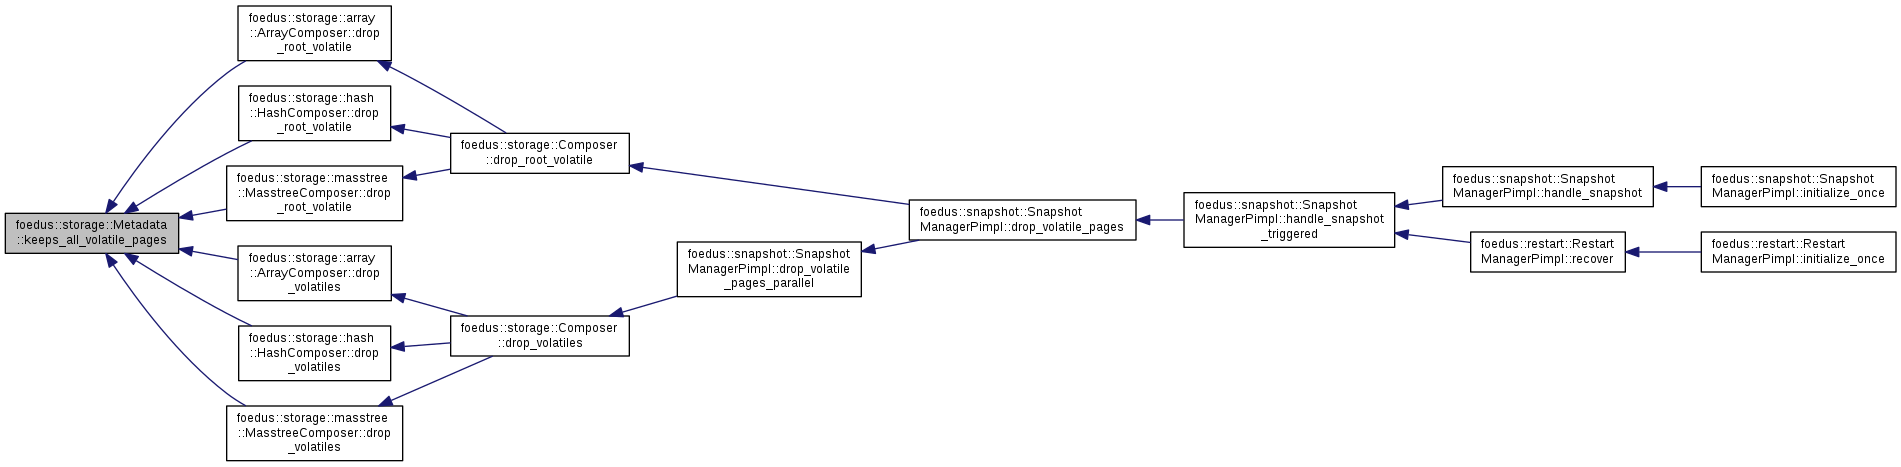 foedus::storage::Metadata
::keeps_all_volatile_pages
foedus::storage::array
::ArrayComposer::drop
_root_volatile
foedus::storage::hash
::HashComposer::drop
_root_volatile
foedus::storage::masstree
::MasstreeComposer::drop
_root_volatile
foedus::storage::array
::ArrayComposer::drop
_volatiles
foedus::storage::hash
::HashComposer::drop
_volatiles
foedus::storage::masstree
::MasstreeComposer::drop
_volatiles
foedus::storage::Composer
::drop_root_volatile
foedus::storage::Composer
::drop_volatiles
foedus::snapshot::Snapshot
ManagerPimpl::drop_volatile
_pages_parallel
foedus::snapshot::Snapshot
ManagerPimpl::drop_volatile_pages
foedus::snapshot::Snapshot
ManagerPimpl::handle_snapshot
_triggered
foedus::snapshot::Snapshot
ManagerPimpl::handle_snapshot
foedus::restart::Restart
ManagerPimpl::recover
foedus::snapshot::Snapshot
ManagerPimpl::initialize_once
foedus::restart::Restart
ManagerPimpl::initialize_once